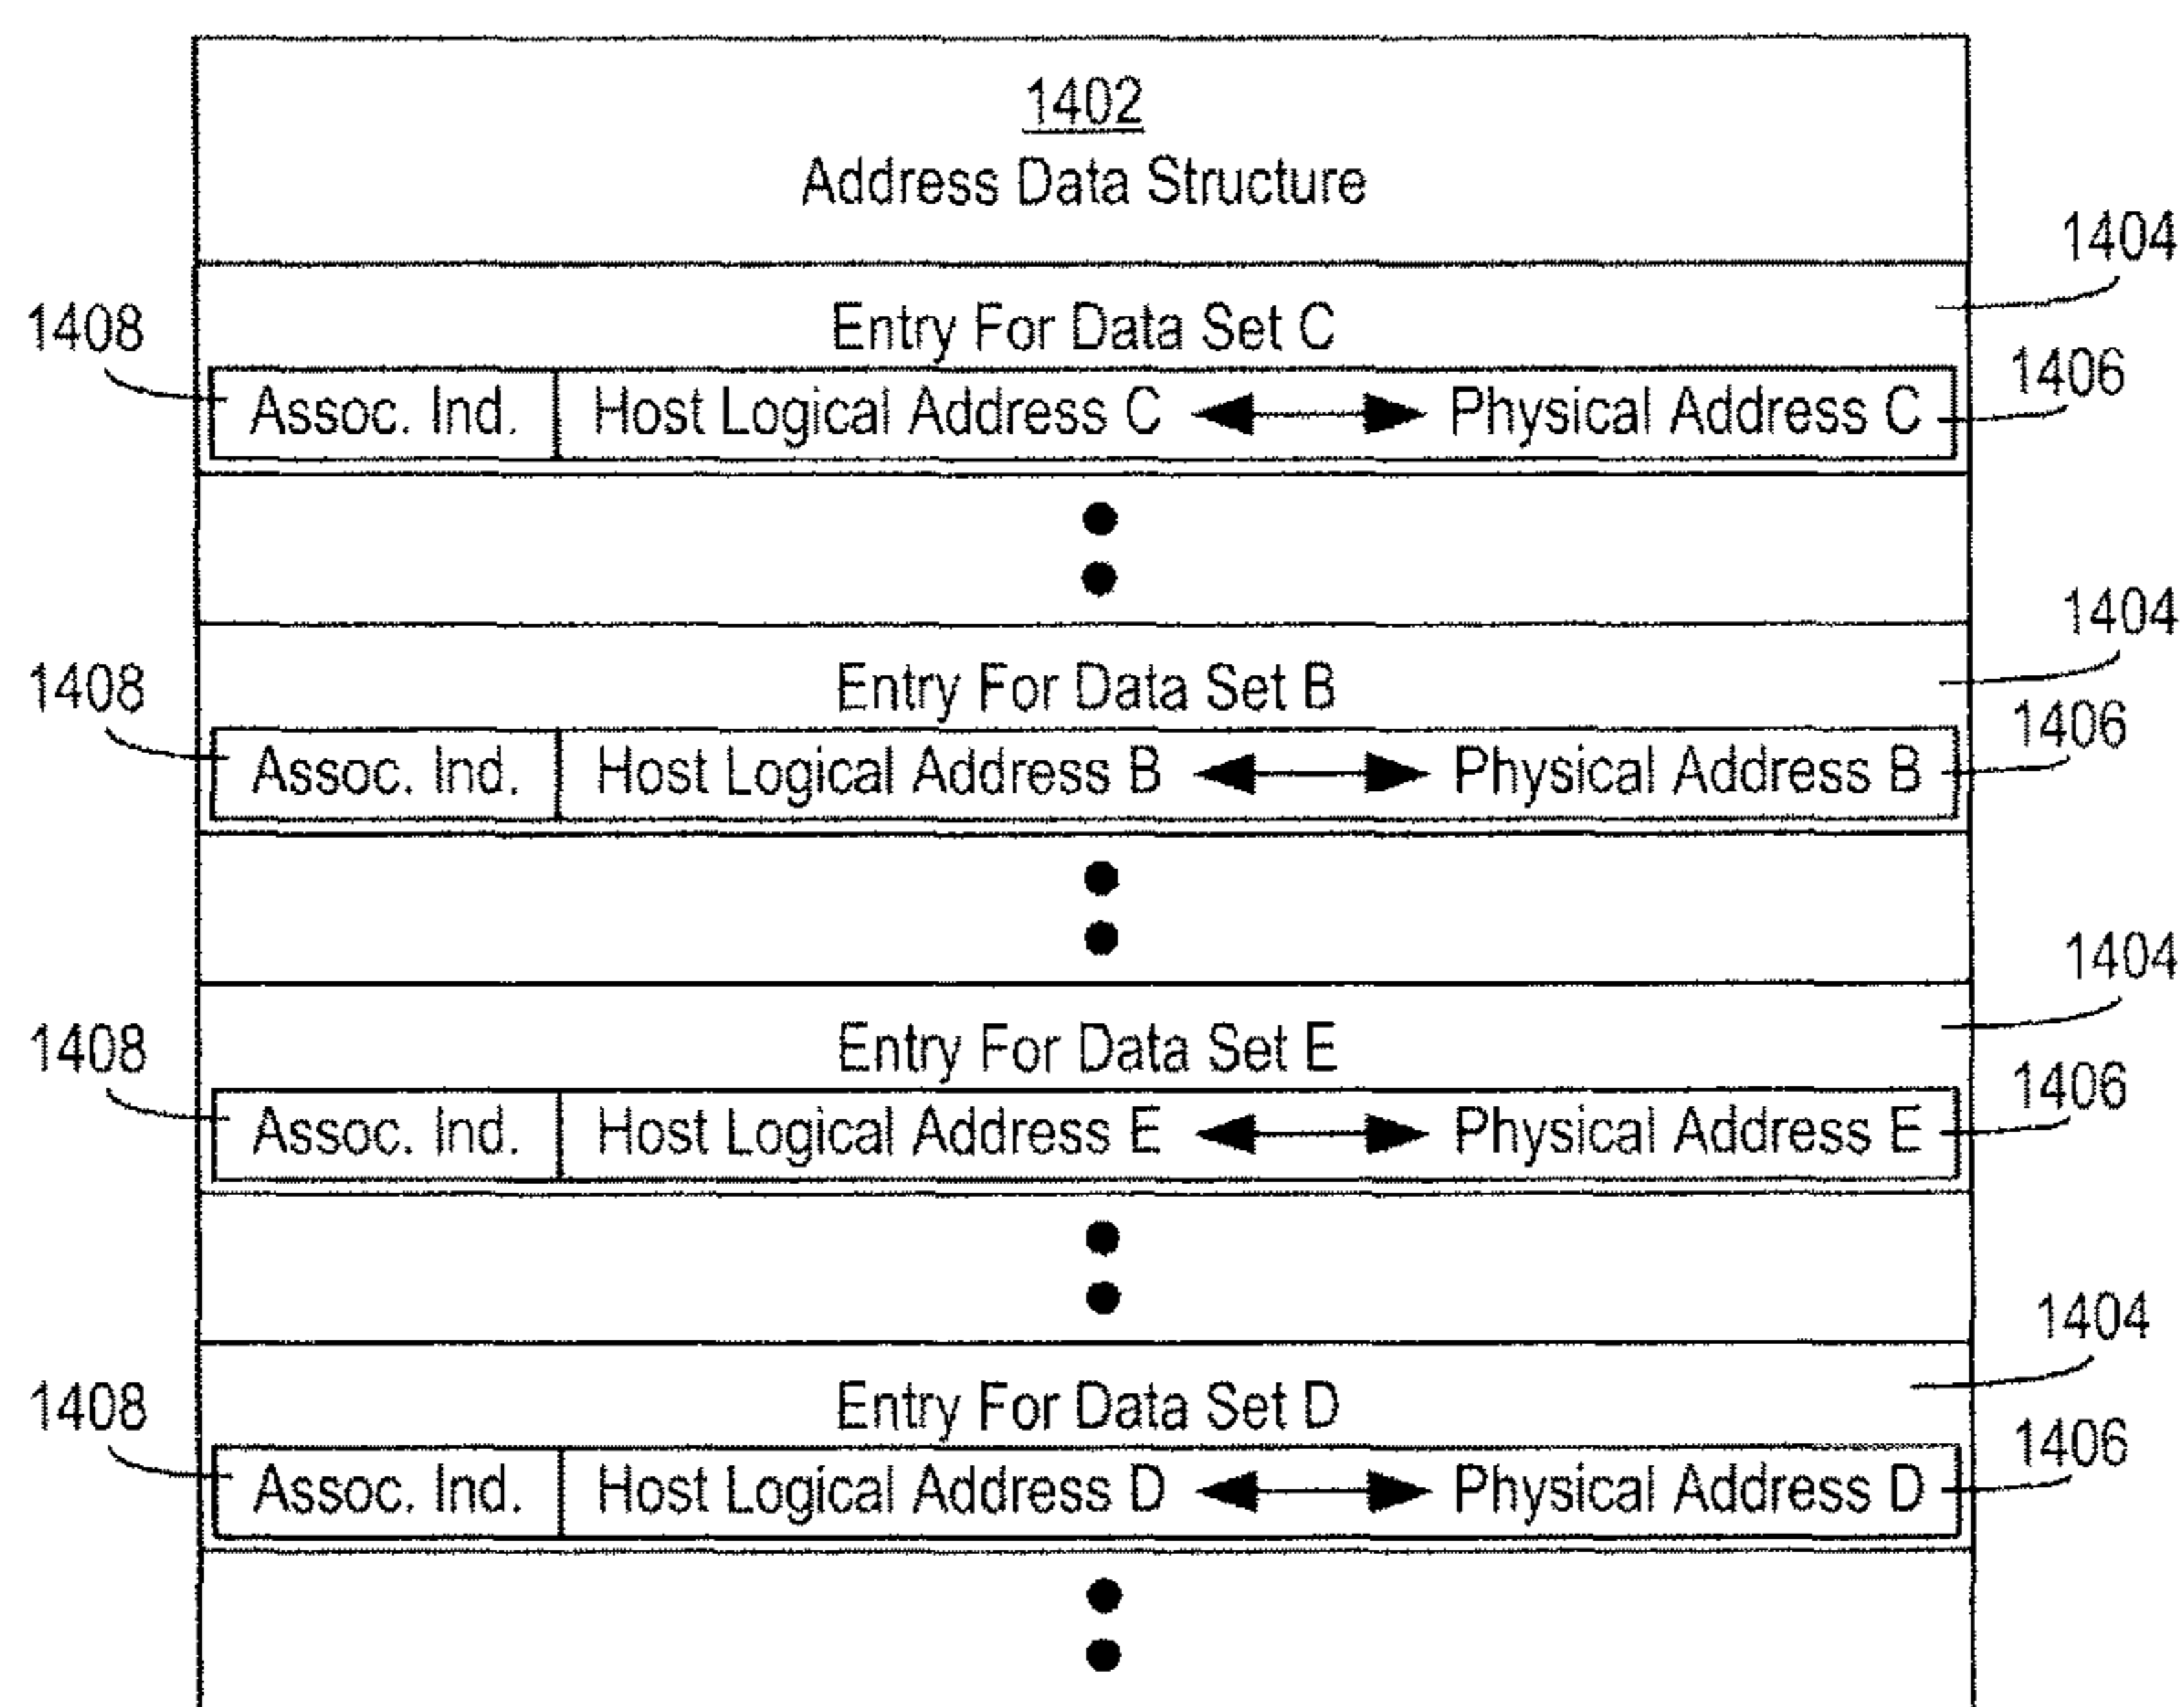 1402
Address Data Structure
1404
Entry For Data Set C
1408
1406
Assoc. Ind. Host Logical Address C Physical Address C
1404
Entry For Data Set B
1408
1406
Assoc. Ind. Host Logical Address B Physical Address B
1404
Entry For Data Set E
1408
1406
Assoc. Ind. Host Logical Address E Physical Address E
1404
Entry For Data Set D
1408
1406
Assoc. Ind. Host Logical Address D Physical Address D